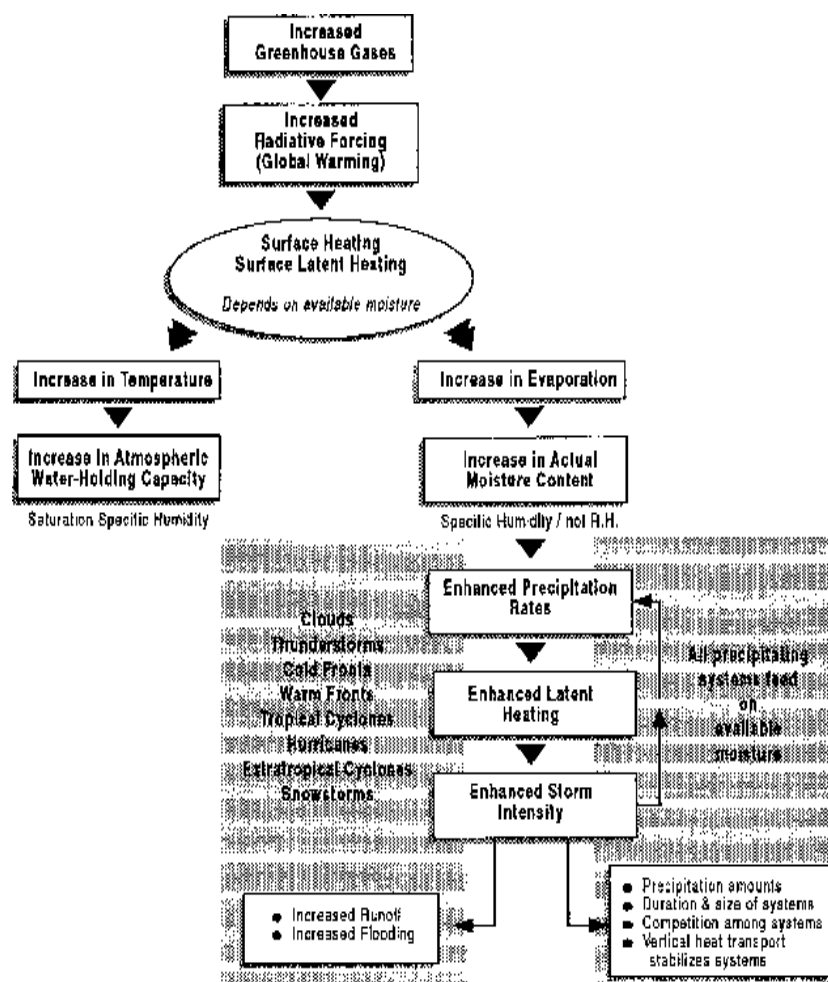 Increased
Greenhouse Gases
Increased
Radiative Forcing
(Global Warming)
Surface Heating
Surface Latent Heating
Depends on available moisture
Increase in Temperature
Increase in Evaporation
Increase in Atmospheric
Water-Holding Capacity
Saturation Specific Humidity
Increase in Actual
Moisture Content
Specific Humidity / not R.H.
Enhanced Precipitation
Rates
Clouds
Thunderstorms
Cold Fronts
Warm Fronts
Tropical Cyclones
Hurricanes
Extratropical Cyclones
Snowstorms
Enhanced Latent
Heating
All precipitating
systems feed
on
available
moisture
Enhanced Storm
Intensity
● Increased Runoff
● Increased Flooding
● Precipitation amounts
● Duration & size of systems
● Competition among systems
● Vertical heat transport
stabilizes systems